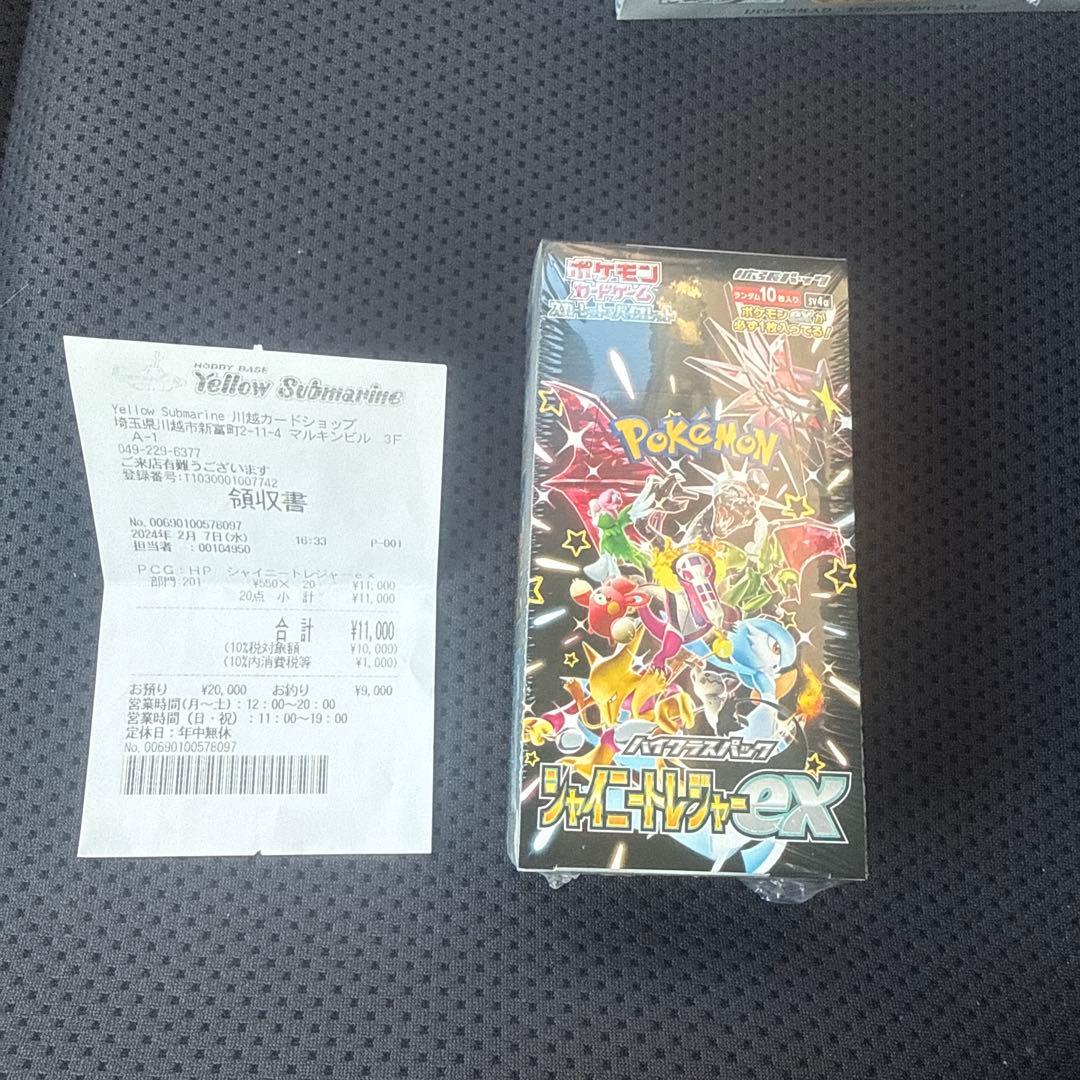 HOBBY BASE
Yellow Submarine
Yellow Submarine 川越カードショップ
埼玉県川越市新富町2-11-4 マルキンビル 3F
A-1
049-229-6377
ご来店有難うございます
登録番号:T1030001007742
領収書
No.00690100578097
2024年 2月 7日(水) 16:33 P-001
担当者 :00104950
PCG:HP シャイニートレジャーex
部門:201 ¥550× 20 ¥11,000
20点 小 計 ¥11,000
合 計 ¥11,000
(10%税対象額 ¥10,000)
(10%内消費税等 ¥1,000)
お預り ¥20,000 お釣り ¥9,000
営業時間(月～土):12:00～20:00
営業時間(日・祝):11:00～19:00
定休日:年中無休
No.00690100578097
ポケモン
カードゲーム
スカーレット&バイオレット
拡張パック
ランダム10枚入り sv4a
ポケモンexが
必ず1枚入ってる!
POKéMON
ハイクラスパック
シャイニートレジャーex